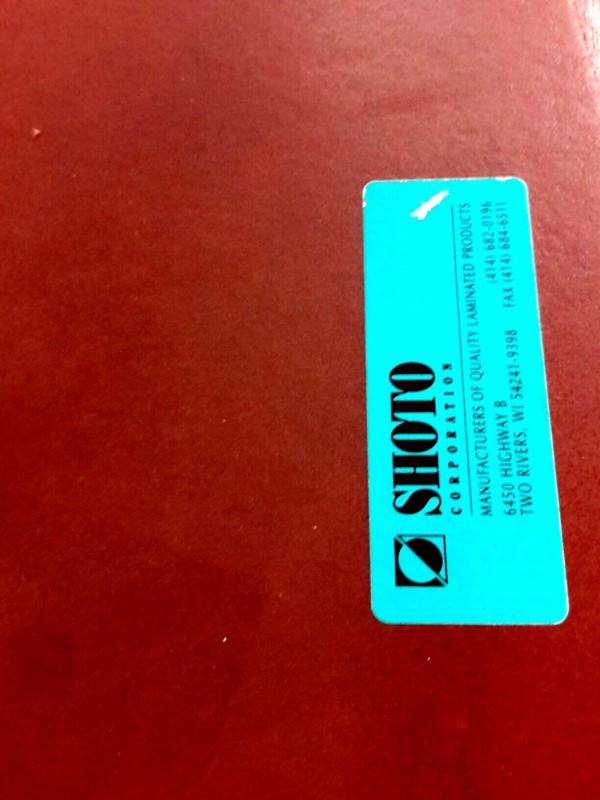 SHOTO
CORPORATION
MANUFACTURERS OF QUALITY LAMINATED PRODUCTS
6450 HIGHWAY B (414) 682-0196
TWO RIVERS, WI 54241-9398 FAX (414) 684-6511